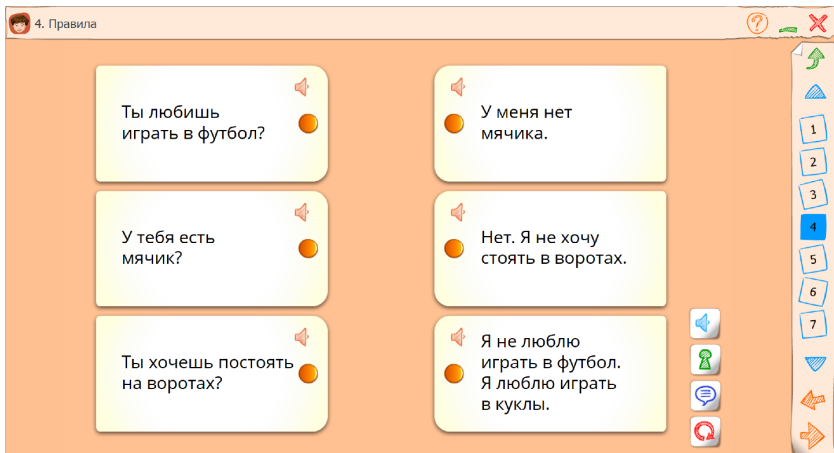 4. Правила
Ты любишь
играть в футбол?
У меня нет
мячика.
У тебя есть
мячик?
Нет. Я не хочу
стоять в воротах.
Ты хочешь постоять
на воротах?
Я не люблю
играть в футбол.
Я люблю играть
в куклы.
1
2
3
4
5
6
7